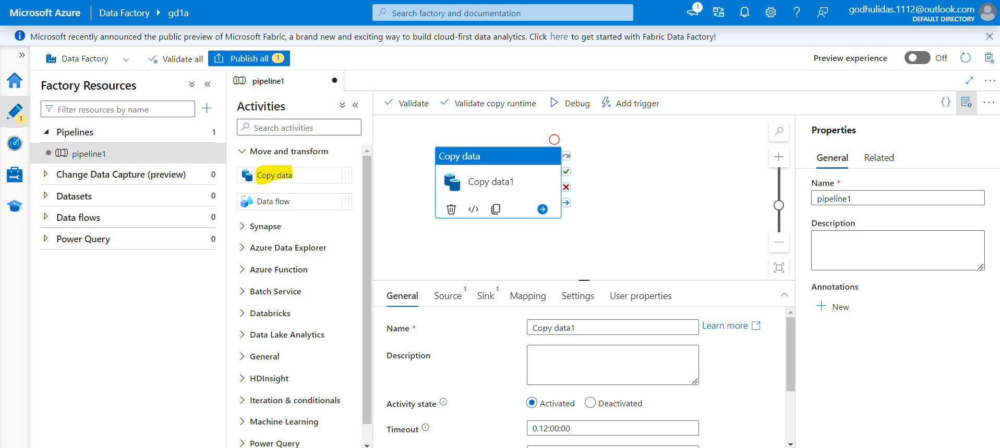 Microsoft Azure
Data Factory
gd1a
Search factory and documentation
1
godhulidas.1112@outlook.com
DEFAULT DIRECTORY
Microsoft recently announced the public preview of Microsoft Fabric, a brand new and exciting way to build cloud-first data analytics. Click here to get started with Fabric Data Factory!
Data Factory
Validate all
Publish all 1
Preview experience
Off
1
Factory Resources
Filter resources by name
Pipelines 1
pipeline1
Change Data Capture (preview) 0
Datasets 0
Data flows 0
Power Query 0
pipeline1
Activities
Search activities
Move and transform
Copy data
Data flow
Synapse
Azure Data Explorer
Azure Function
Batch Service
Databricks
Data Lake Analytics
General
HDInsight
Iteration & conditionals
Machine Learning
Power Query
Validate
Validate copy runtime
Debug
Add trigger
{}
Copy data
Copy data1
General
Source 1
Sink 1
Mapping
Settings
User properties
Name *
Copy data1
Learn more
Description
Activity state
Activated
Deactivated
Timeout
0.12:00:00
Properties
General
Related
Name *
pipeline1
Description
Annotations
New